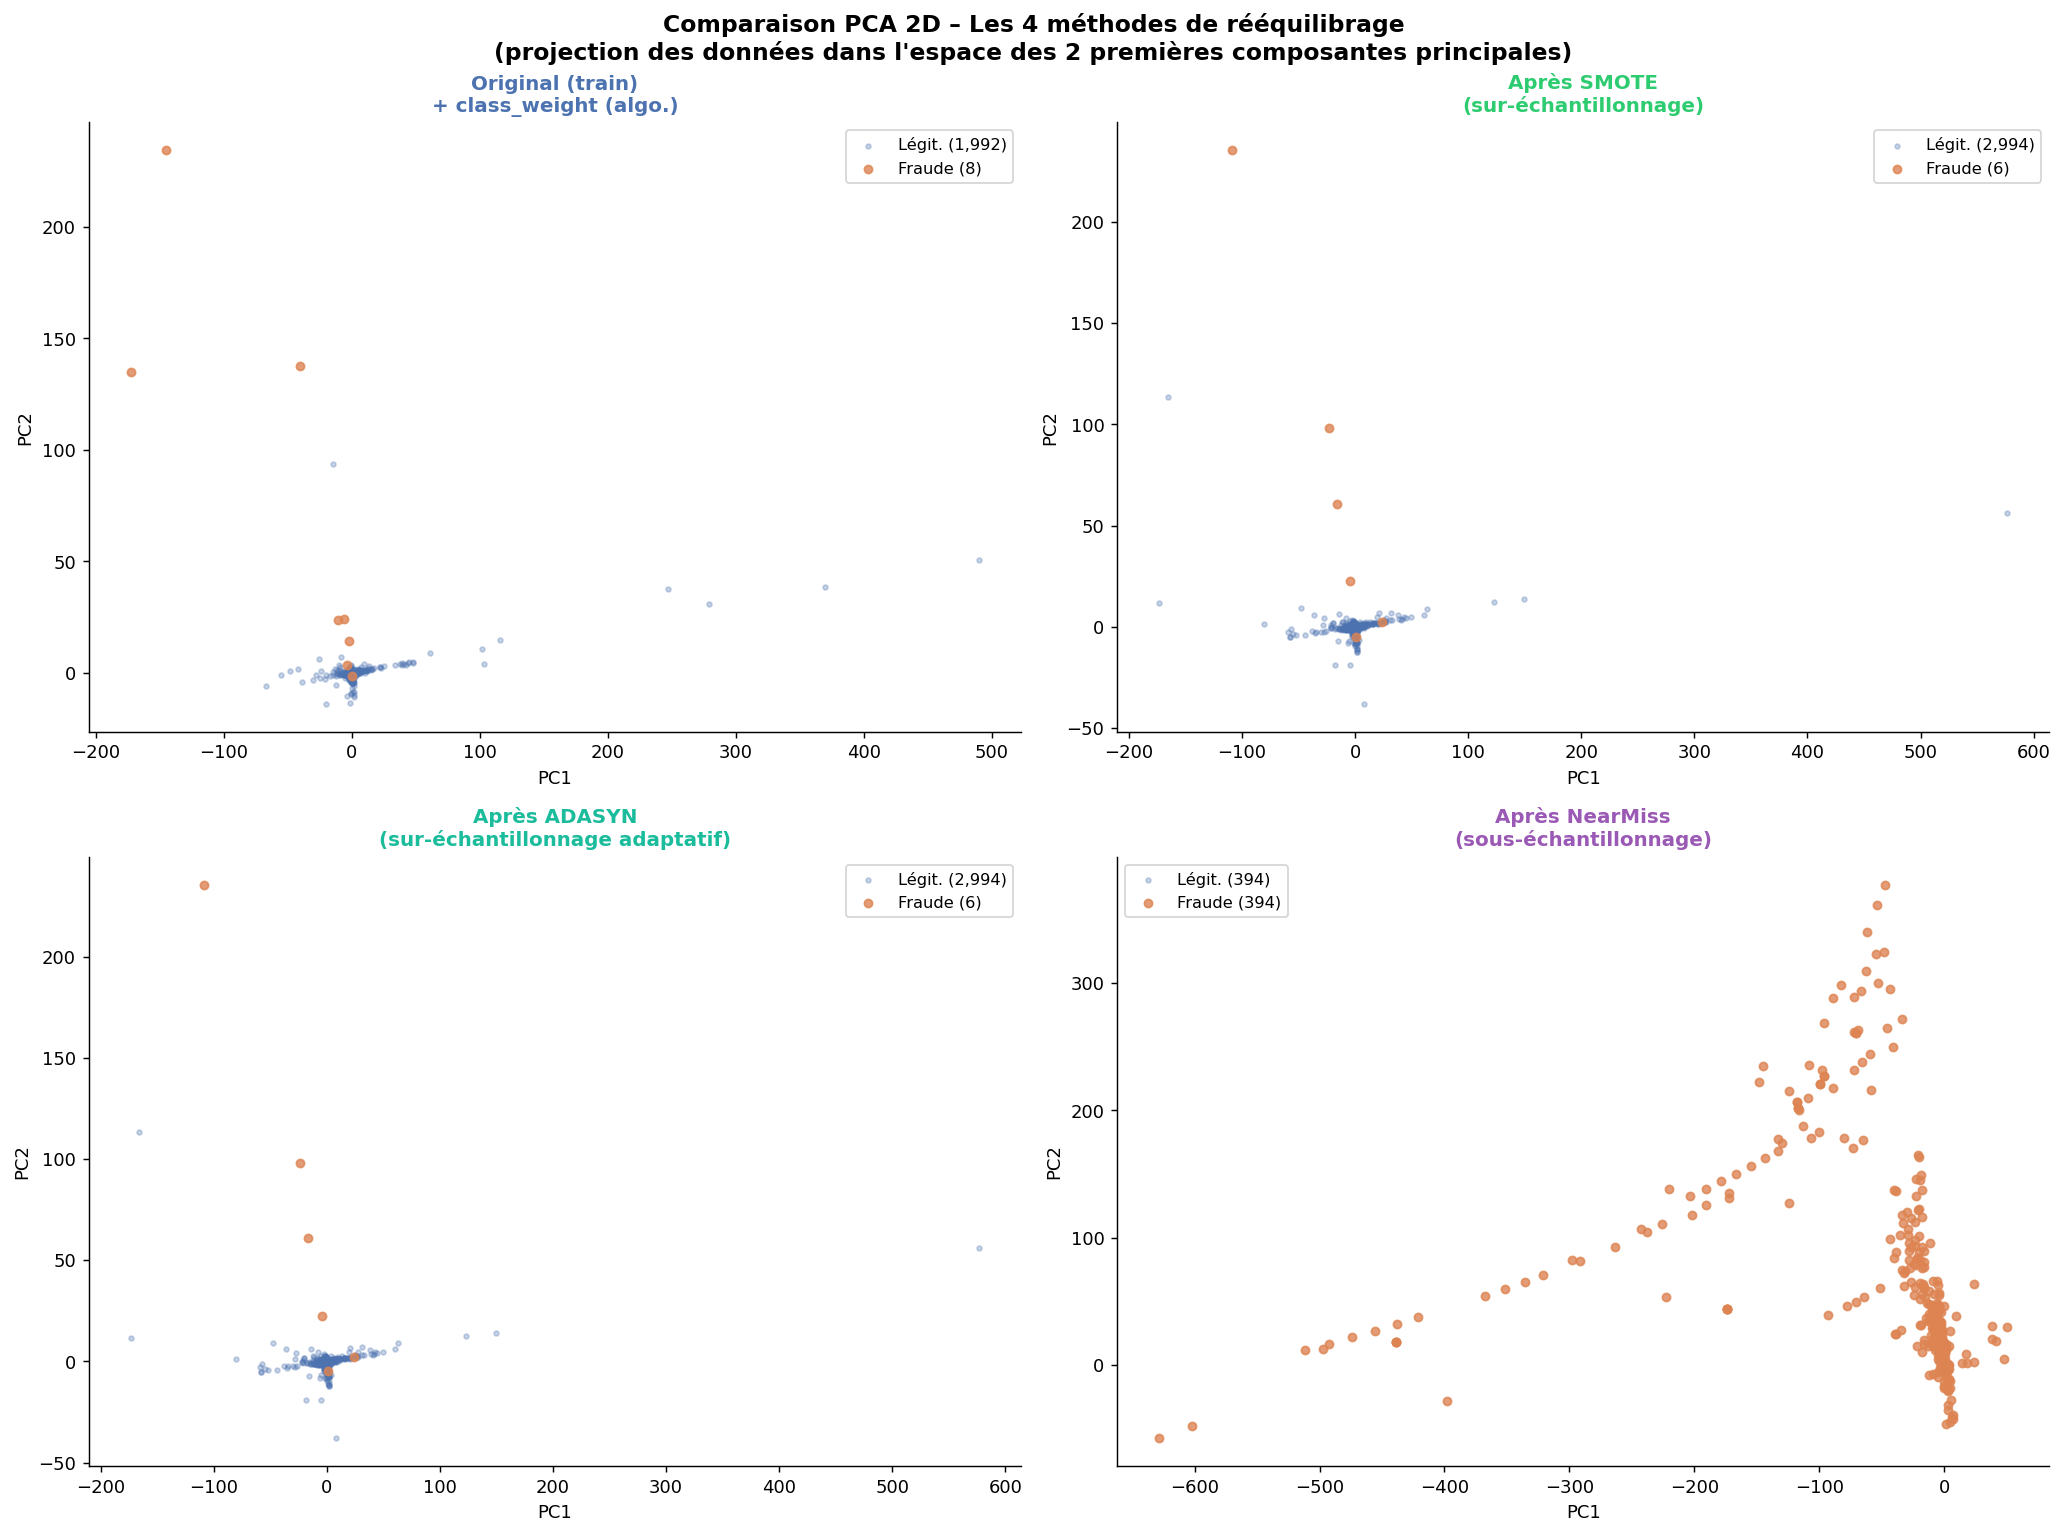 Comparaison PCA 2D – Les 4 méthodes de rééquilibrage
(projection des données dans l'espace des 2 premières composantes principales)
Original (train)
+ class_weight (algo.)
Légit. (1,992)
Fraude (8)
200
150
100
50
0
PC2
−200 −100 0 100 200 300 400 500
PC1
Après SMOTE
(sur-échantillonnage)
Légit. (2,994)
Fraude (6)
200
150
100
50
0
−50
PC2
−200 −100 0 100 200 300 400 500 600
PC1
Après ADASYN
(sur-échantillonnage adaptatif)
Légit. (2,994)
Fraude (6)
200
150
100
50
0
−50
PC2
−200 −100 0 100 200 300 400 500 600
PC1
Après NearMiss
(sous-échantillonnage)
Légit. (394)
Fraude (394)
300
200
100
0
PC2
−600 −500 −400 −300 −200 −100 0
PC1